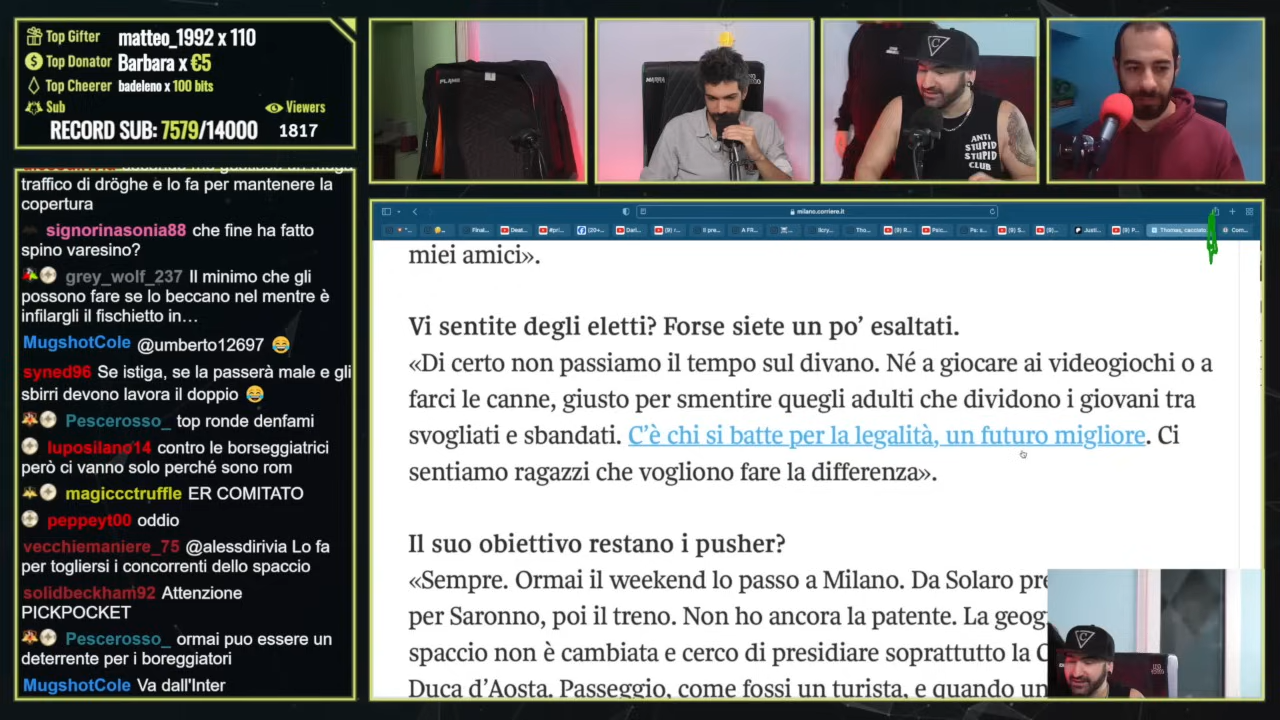 Top Gifter matteo_1992 x 110
Top Donator Barbara x €5
Top Cheerer badeleno x 100 bits
Sub Viewers
RECORD SUB: 7579/14000 1817
traffico di dröghe e lo fa per mantenere la
copertura
signorinasonia88 che fine ha fatto
spino varesino?
grey_wolf_237 Il minimo che gli
possono fare se lo beccano nel mentre è
infilargli il fischietto in…
MugshotCole @umberto12697 😂
syned96 Se istiga, se la passerà male e gli
sbirri devono lavora il doppio 😂
Pescerosso_ top ronde denfami
luposilano14 contro le borseggiatrici
però ci vanno solo perché sono rom
magiccctruffle ER COMITATO
peppeyt00 oddio
vecchiemaniere_75 @alessdirivia Lo fa
per togliersi i concorrenti dello spaccio
solidbeckham92 Attenzione
PICKPOCKET
Pescerosso_ ormai puo essere un
deterrente per i boreggiatori
MugshotCole Va dall'Inter
ANTI
STUPID
STUPID
CLUB
milano.corriere.it
Thomas, cacciato
miei amici».
Vi sentite degli eletti? Forse siete un po' esaltati.
«Di certo non passiamo il tempo sul divano. Né a giocare ai videogiochi o a
farci le canne, giusto per smentire quegli adulti che dividono i giovani tra
svogliati e sbandati. C'è chi si batte per la legalità, un futuro migliore. Ci
sentiamo ragazzi che vogliono fare la differenza».
Il suo obiettivo restano i pusher?
«Sempre. Ormai il weekend lo passo a Milano. Da Solaro pre
per Saronno, poi il treno. Non ho ancora la patente. La geog
spaccio non è cambiata e cerco di presidiare soprattutto la C
Duca d'Aosta. Passeggio, come fossi un turista, e quando un